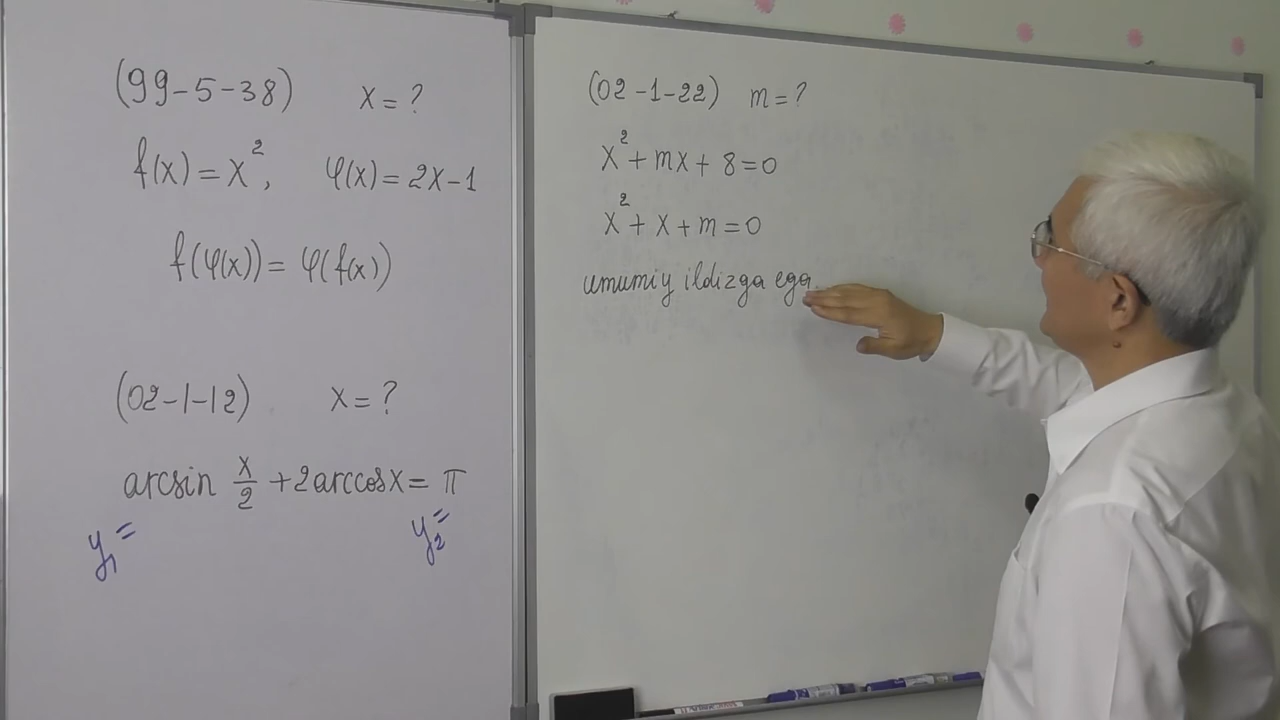 (99-5-38) x = ?
f(x) = x², φ(x) = 2x-1
f(φ(x)) = φ(f(x))
(02-1-12) x = ?
arcsin x/2 + 2arccosx = π
y₁ = y₂ =
(02-1-22) m = ?
x² + mx + 8 = 0
x² + x + m = 0
umumiy ildizga ega.